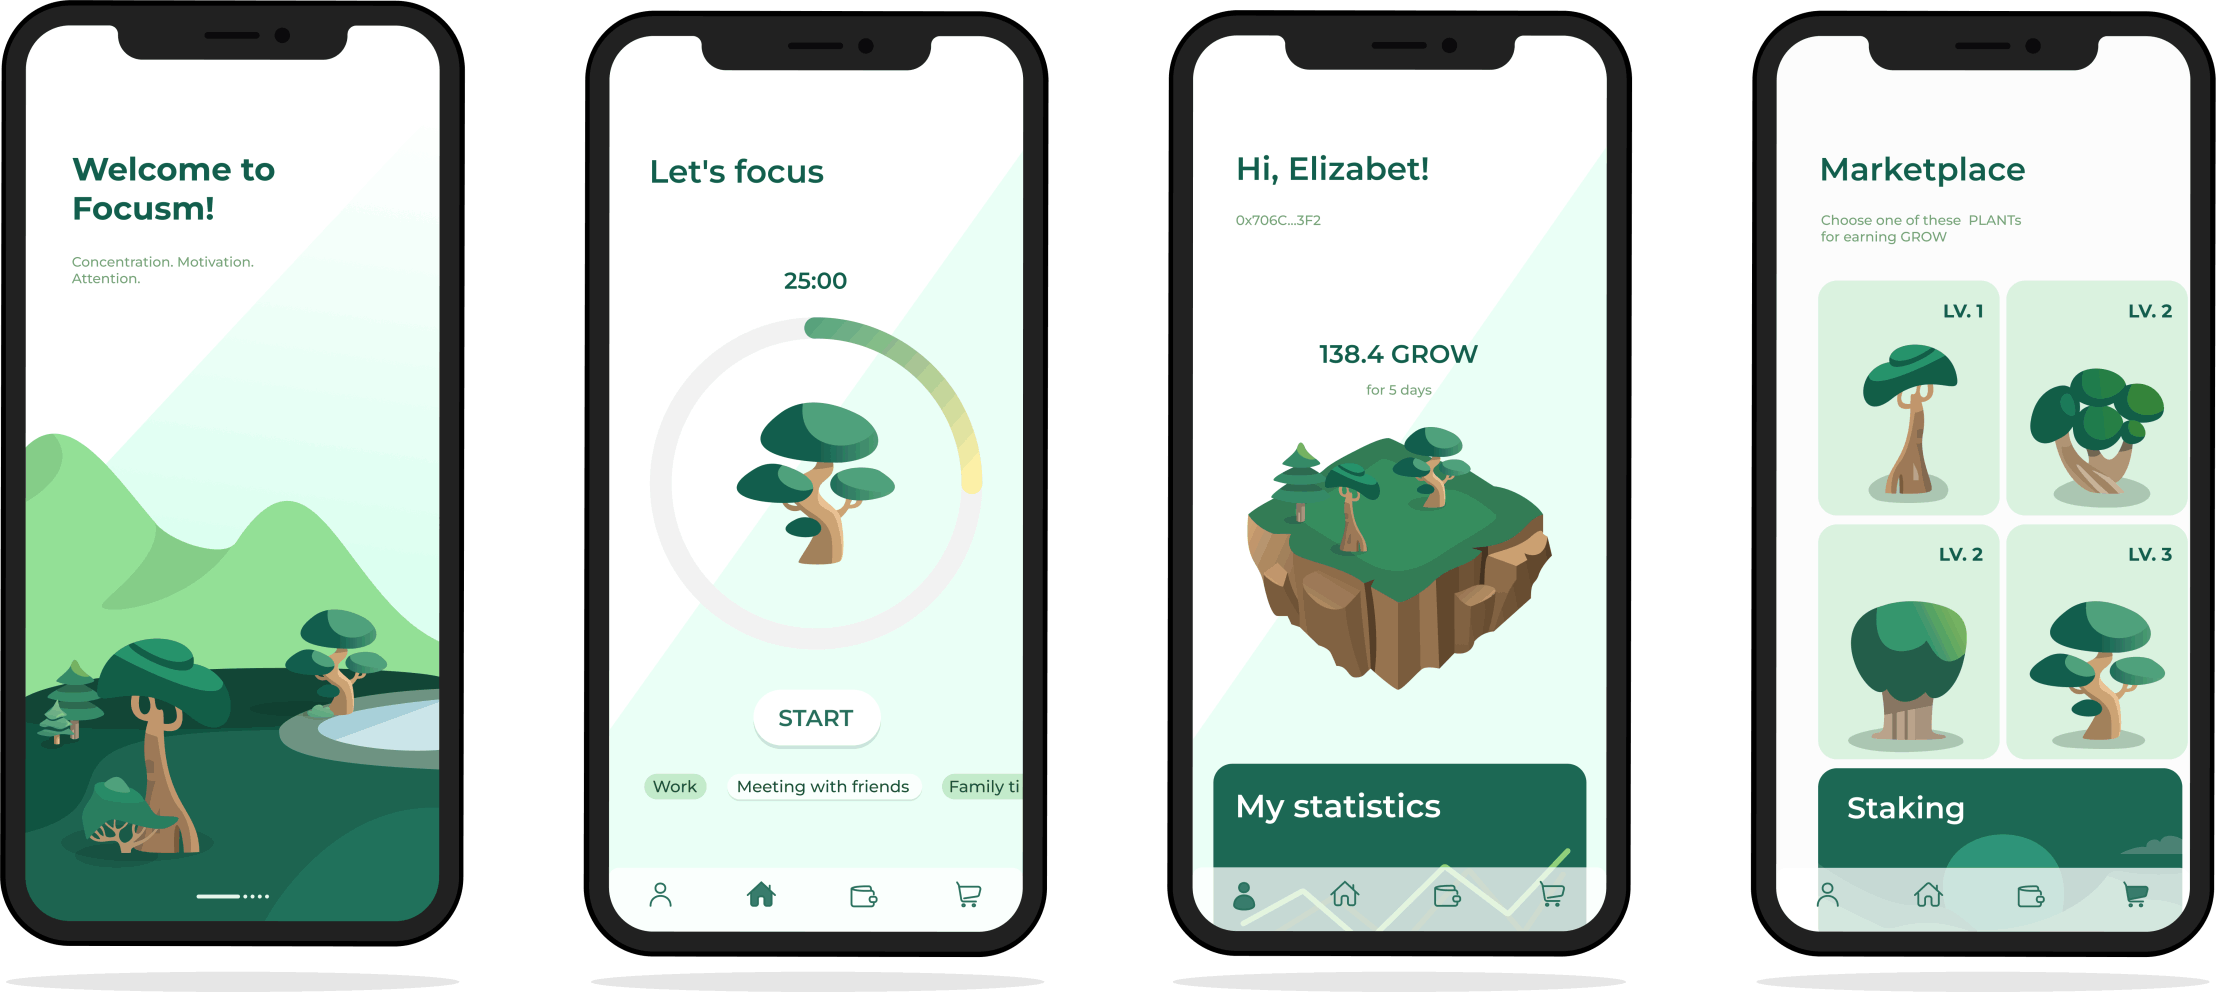 Welcome to
Focusm!
Concentration. Motivation.
Attention.
Let's focus
25:00
START
Work
Meeting with friends
Family ti
Hi, Elizabet!
0x706C...3F2
138.4 GROW
for 5 days
My statistics
Marketplace
Choose one of these PLANTs
for earning GROW
LV. 1
LV. 2
LV. 2
LV. 3
Staking